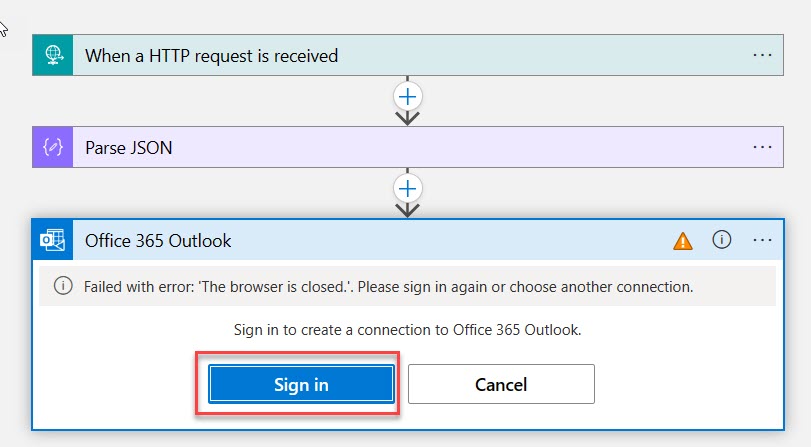 When a HTTP request is received
Parse JSON
Office 365 Outlook
Failed with error: 'The browser is closed.'. Please sign in again or choose another connection.
Sign in to create a connection to Office 365 Outlook.
Sign in
Cancel